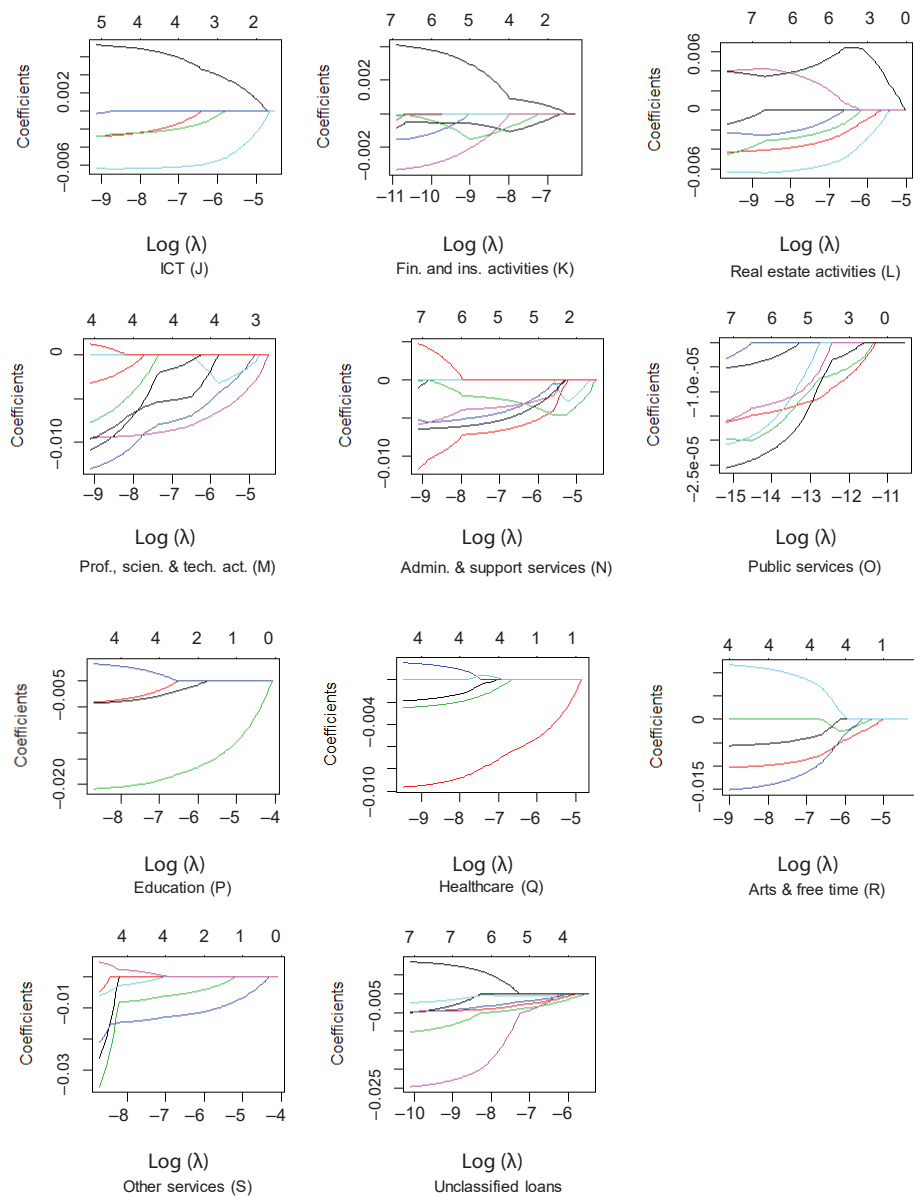 5 4 4 3 2
Coefficients
0.002
−0.006
−9 −8 −7 −6 −5
Log (λ)
ICT (J)
7 5 4 4 2
Coefficients
0.002
−0.002
−11 −10 −9 −8 −7
Log (λ)
Fin. and ins. activities (K)
7 6 6 3 0
Coefficients
0.006
0
−0.006
−9 −8 −7 −6 −5
Log (λ)
Real estate activities (L)
4 4 4 4 3
Coefficients
0
−0.010
−9 −8 −7 −6 −5
Log (λ)
Prof., scien. & tech. act. (M)
7 6 5 5 2
Coefficients
0
−0.010
−9 −8 −7 −6 −5
Log (λ)
Admin. & support services (N)
7 6 5 3 0
Coefficients
−1.0e−05
−2.5e−05
−15 −14 −13 −12 −11
Log (λ)
Public services (O)
4 4 2 1 0
Coefficients
−0.005
−0.020
−8 −7 −6 −5 −4
Log (λ)
Education (P)
4 4 4 1 1
Coefficients
−0.004
−0.010
−9 −8 −7 −6 −5
Log (λ)
Healthcare (Q)
4 4 4 4 1
Coefficients
0
−0.015
−9 −8 −7 −6 −5
Log (λ)
Arts & free time (R)
4 4 2 1 0
Coefficients
−0.01
−0.03
−8 −7 −6 −5 −4
Log (λ)
Other services (S)
7 7 6 5 4
Coefficients
−0.005
−0.025
−10 −9 −8 −7 −6
Log (λ)
Unclassified loans